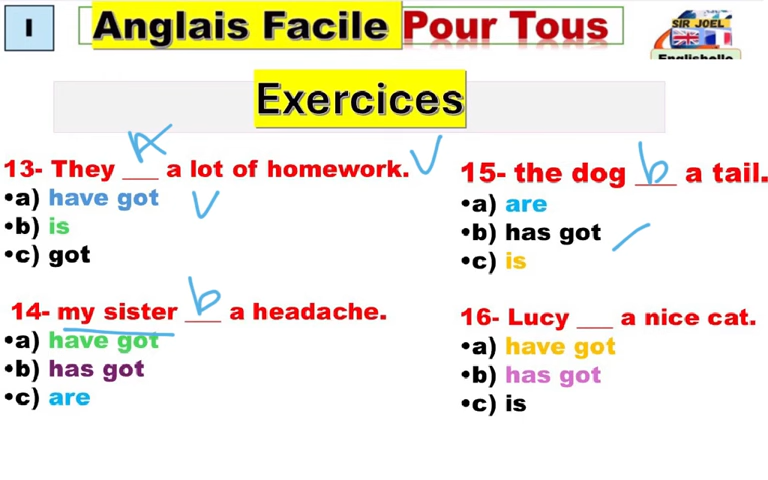 I
Anglais Facile Pour Tous
SIR JOEL
Englishelle
Exercices
13- They ___ a lot of homework.
•a) have got
•b) is
•c) got
14- my sister b ___ a headache.
•a) have got
•b) has got
•c) are
15- the dog b ___ a tail.
•a) are
•b) has got
•c) is
16- Lucy ___ a nice cat.
•a) have got
•b) has got
•c) is